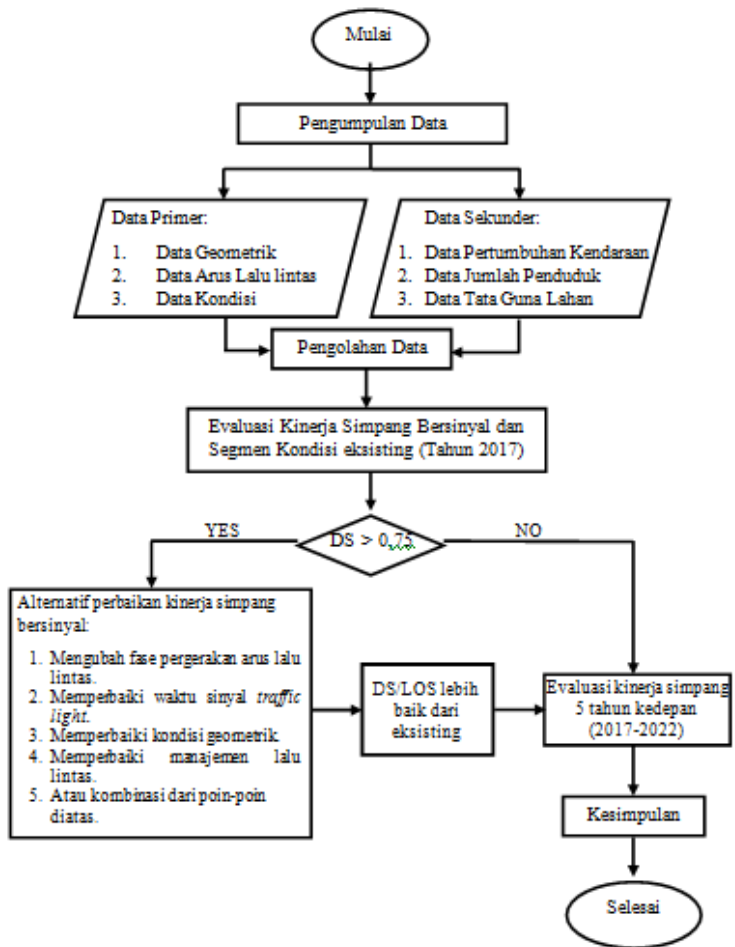 Mulai
Pengumpulan Data
Data Primer:
1. Data Geometrik
2. Data Arus Lalu lintas
3. Data Kondisi
Data Sekunder:
1. Data Pertumbuhan Kendaraan
2. Data Jumlah Penduduk
3. Data Tata Guna Lahan
Pengolahan Data
Evaluasi Kinerja Simpang Bersinyal dan
Segmen Kondisi eksisting (Tahun 2017)
YES
DS > 0,75
NO
Alternatif perbaikan kinerja simpang
bersinyal:
1. Mengubah fase pergerakan arus lalu
lintas.
2. Memperbaiki waktu sinyal traffic
light.
3. Memperbaiki kondisi geometrik
4. Memperbaiki manajemen lalu
lintas.
5. Atau kombinasi dari poin-poin
diatas.
DS/LOS lebih
baik dari
eksisting
Evaluasi kinerja simpang
5 tahun kedepan
(2017-2022)
Kesimpulan
Selesai